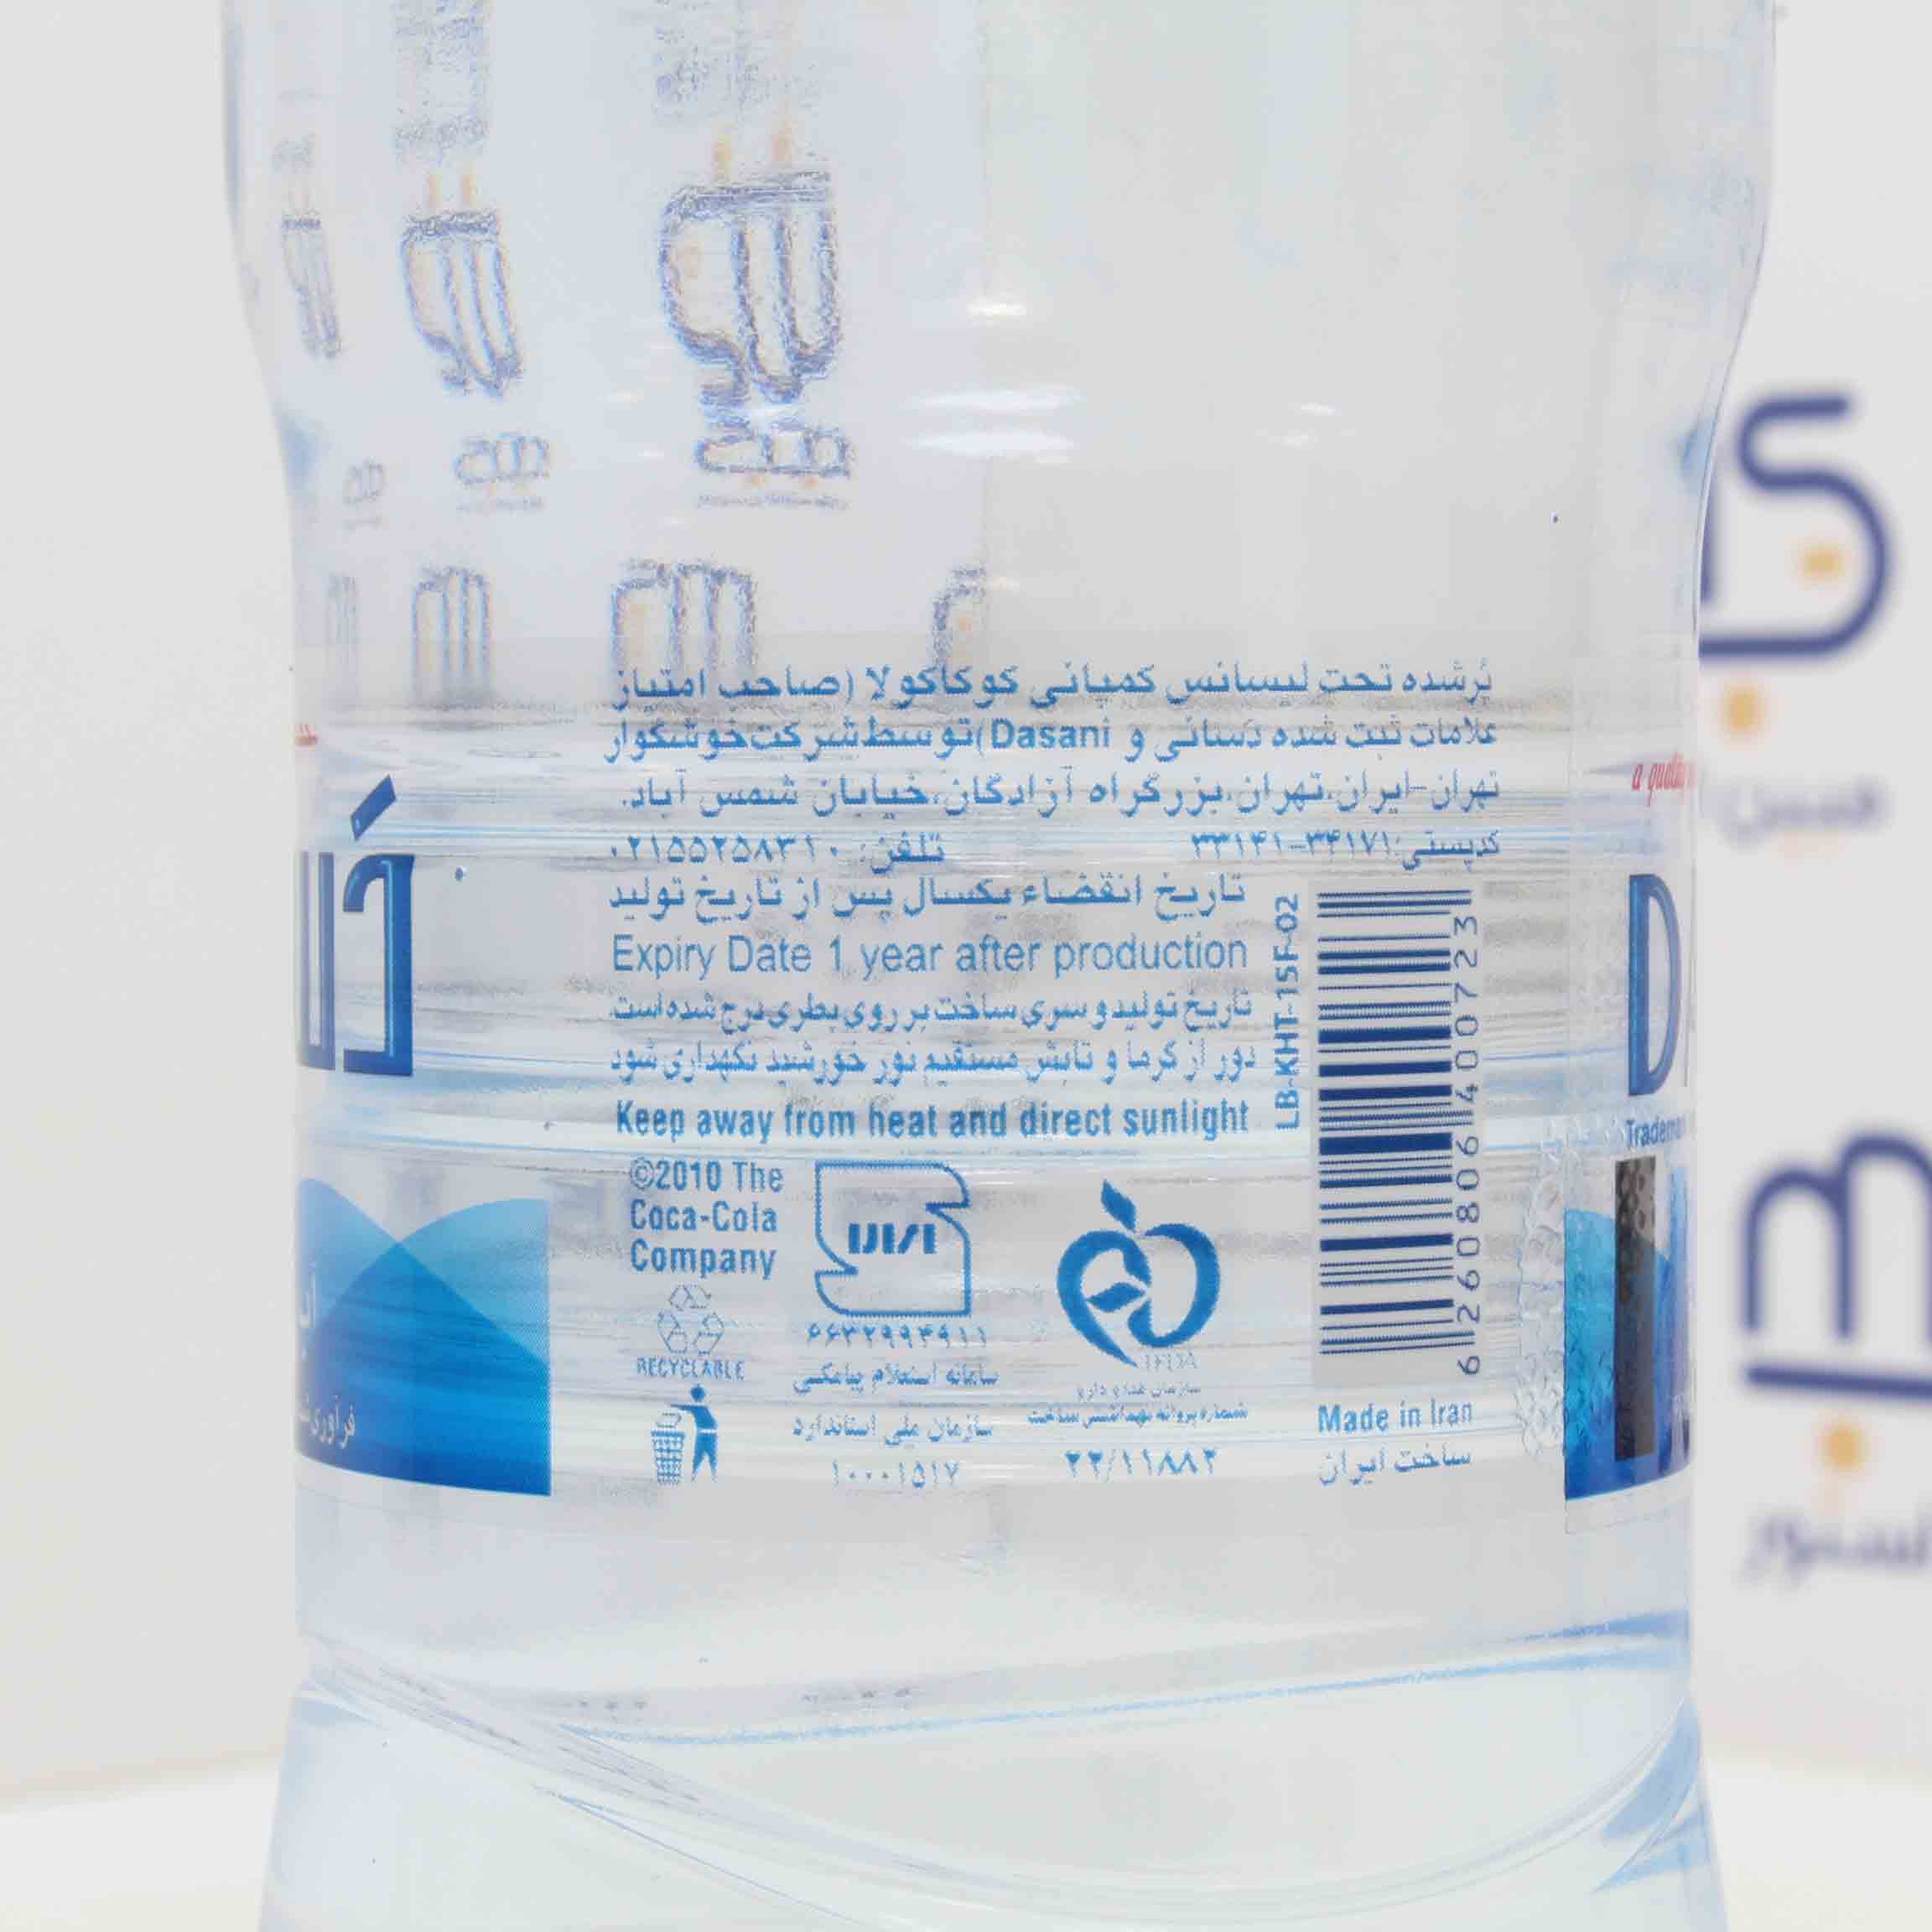 پُرشده تحت لیسانس کمپانی کوکاکولا (صاحب امتیاز
علامات ثبت شده دَسانی و Dasani) توسط شرکت خوشگوار
تهران-ایران، تهران، بزرگراه آزادگان، خیابان شمس آباد.
کدپستی: ۳۴۱۷۱-۳۳۱۴۱ تلفن: ۰۲۱۵۵۲۵۸۳۱۰
تاریخ انقضاء یکسال پس از تاریخ تولید
Expiry Date 1 year after production
تاریخ تولید و سری ساخت بر روی بطری درج شده است
دور از گرما و تابش مستقیم نور خورشید نگهداری شود
Keep away from heat and direct sunlight
LB-KHT-1SF-02
6260806400723
©2010 The
Coca-Cola
Company
RECYCLABLE
۶۶۳۲۹۹۴۹۱۱
سامانه استعلام پیامکی
سازمان ملی استاندارد
۱۰۰۰۱۵۱۷
سازمان غذا و دارو
شماره پروانه بهداشتی ساخت
۲۲/۱۱۸۸۲
Made in Iran
ساخت ایران
a quality
D